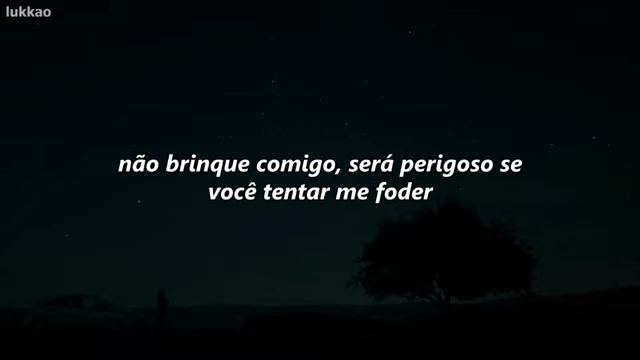 lukkao
não brinque comigo, será perigoso se
você tentar me foder